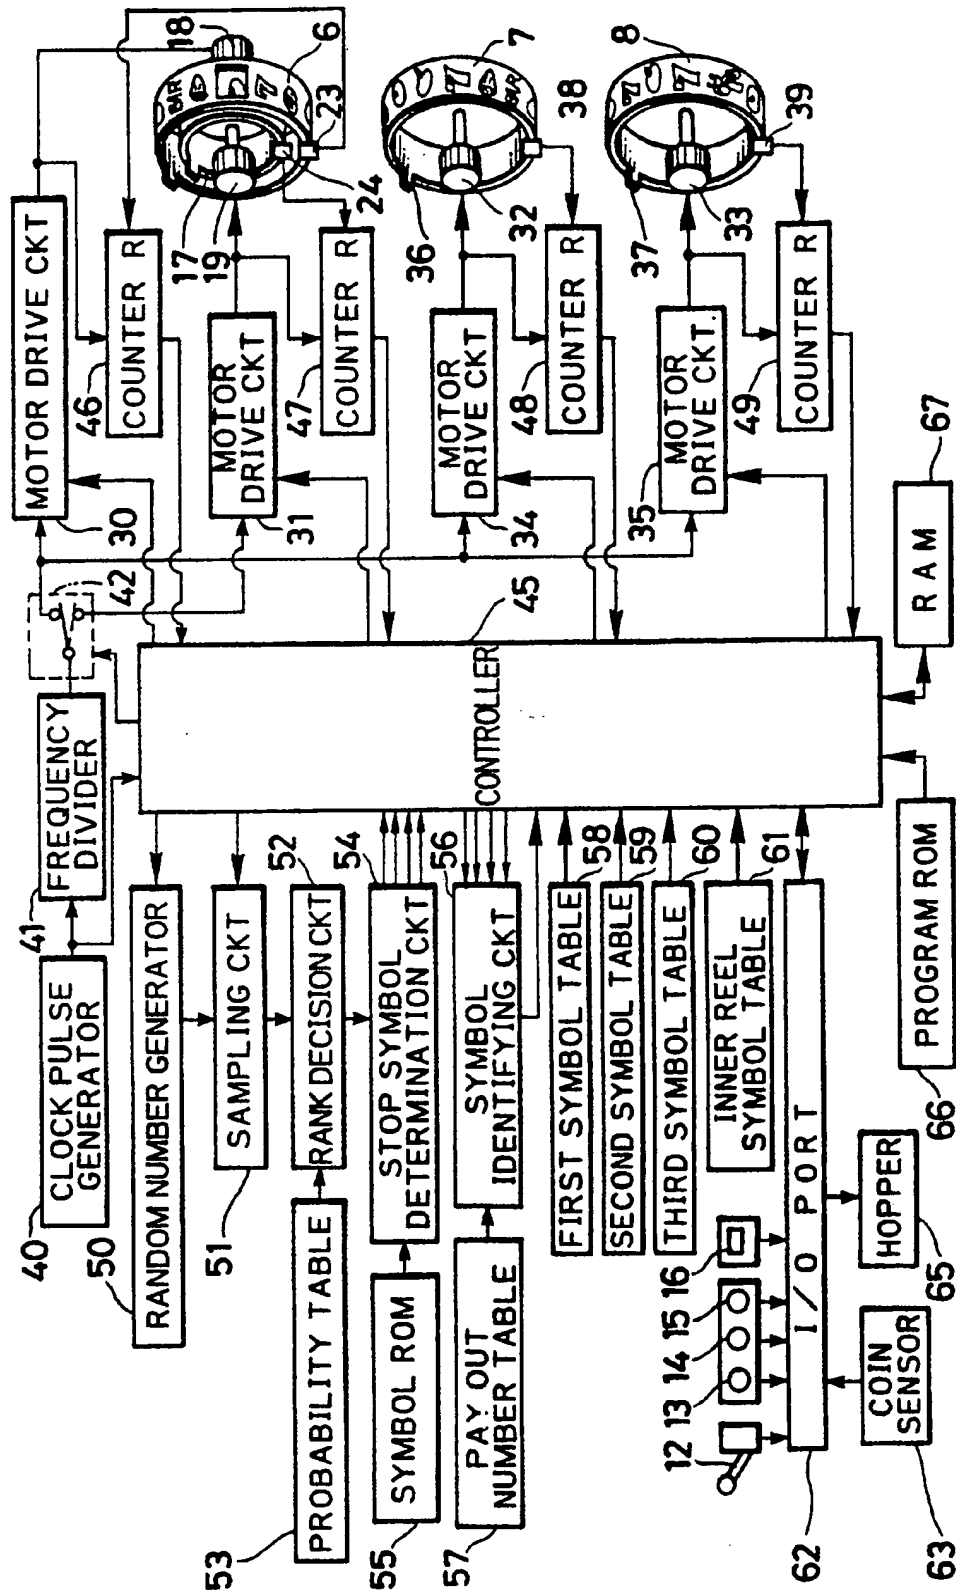 40
CLOCK PULSE
GENERATOR
41
FREQUENCY
DIVIDER
42
30
MOTOR DRIVE CKT
18
6
46
COUNTER R
17
19
23
24
31
MOTOR
DRIVE CKT
47
COUNTER R
BAR
7
7
36
32
38
34
MOTOR
DRIVE CKT
48
COUNTER R
7
BAR
8
37
33
39
35
MOTOR
DRIVE CKT.
49
COUNTER R
7
7
45
CONTROLLER
50
RANDOM NUMBER GENERATOR
51
SAMPLING CKT
52
RANK DECISION CKT
53
PROBABILITY TABLE
54
STOP SYMBOL
DETERMINATION CKT
55
SYMBOL ROM
56
SYMBOL
IDENTIFYING CKT
57
PAY OUT
NUMBER TABLE
58
FIRST SYMBOL TABLE
59
SECOND SYMBOL TABLE
60
THIRD SYMBOL TABLE
61
INNER REEL
SYMBOL TABLE
12
13
14
15
16
62
I/O PORT
63
COIN
SENSOR
65
HOPPER
66
PROGRAM ROM
67
RAM